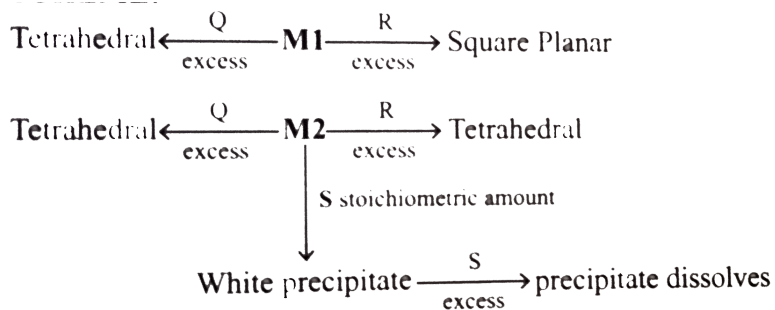 Tetrahedral Q excess M1 R excess Square Planar
Tetrahedral Q excess M2 R excess Tetrahedral
S stoichiometric amount
White precipitate S excess precipitate dissolves